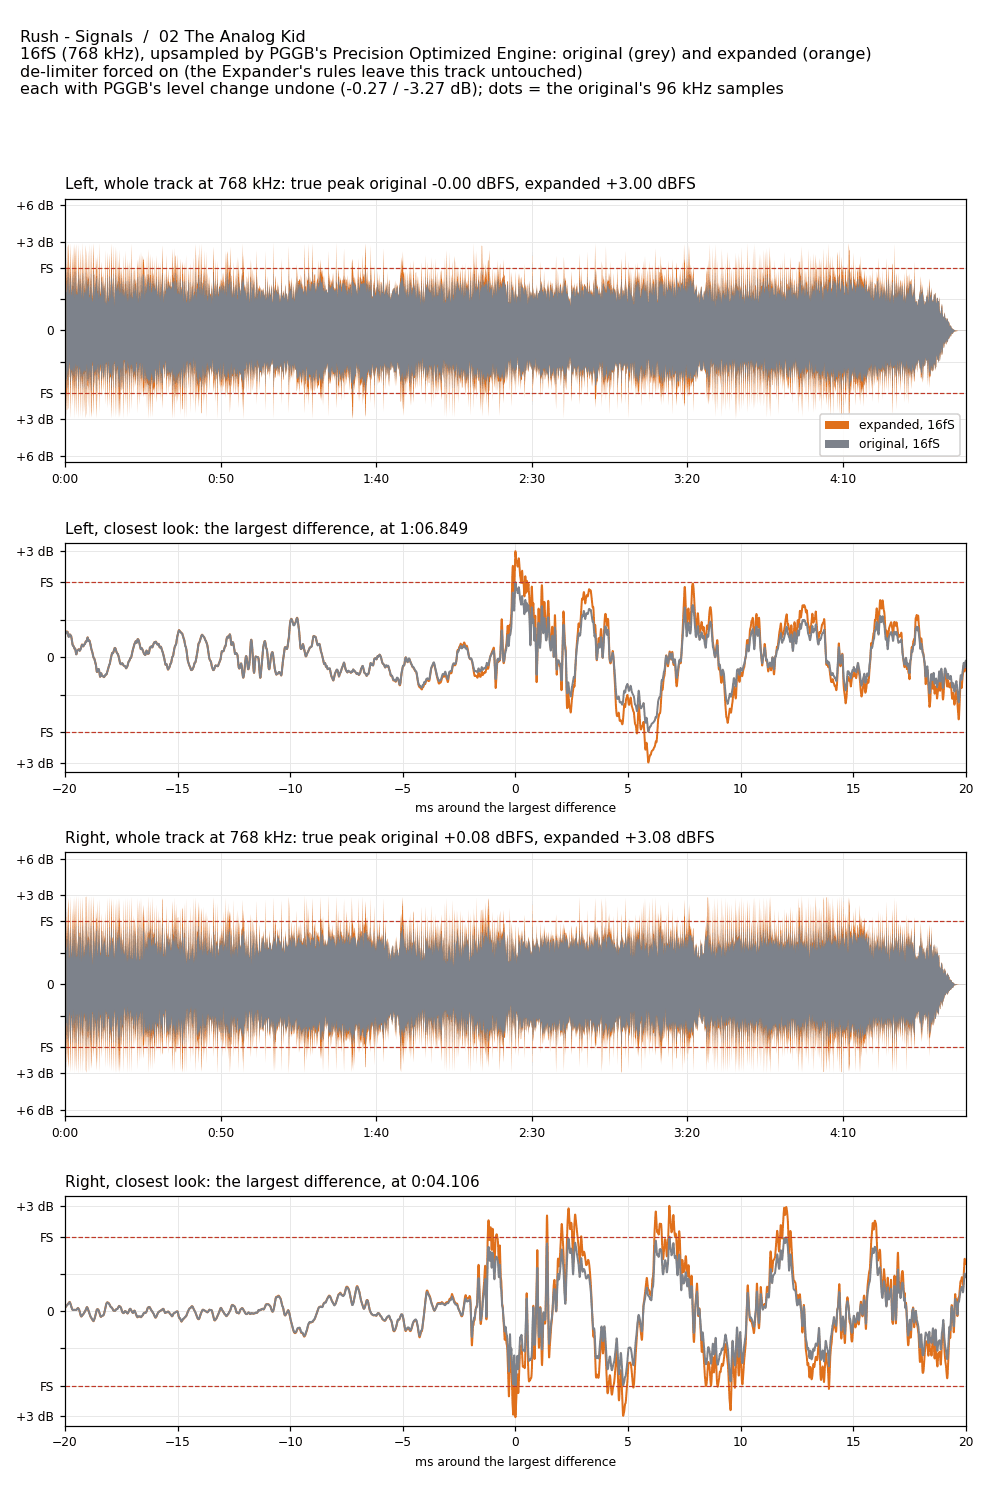 Rush - Signals  /  02 The Analog Kid
16fS (768 kHz), upsampled by PGGB's Precision Optimized Engine: original (grey) and expanded (orange)
de-limiter forced on (the Expander's rules leave this track untouched)
each with PGGB's level change undone (-0.27 / -3.27 dB); dots = the original's 96 kHz samples
Left, whole track at 768 kHz: true peak original -0.00 dBFS, expanded +3.00 dBFS
+6 dB
+3 dB
FS
0
FS
+3 dB
+6 dB
expanded, 16fS
original, 16fS
0:00 0:50 1:40 2:30 3:20 4:10
Left, closest look: the largest difference, at 1:06.849
+3 dB
FS
0
FS
+3 dB
−20 −15 −10 −5 0 5 10 15 20
ms around the largest difference
Right, whole track at 768 kHz: true peak original +0.08 dBFS, expanded +3.08 dBFS
+6 dB
+3 dB
FS
0
FS
+3 dB
+6 dB
0:00 0:50 1:40 2:30 3:20 4:10
Right, closest look: the largest difference, at 0:04.106
+3 dB
FS
0
FS
+3 dB
−20 −15 −10 −5 0 5 10 15 20
ms around the largest difference